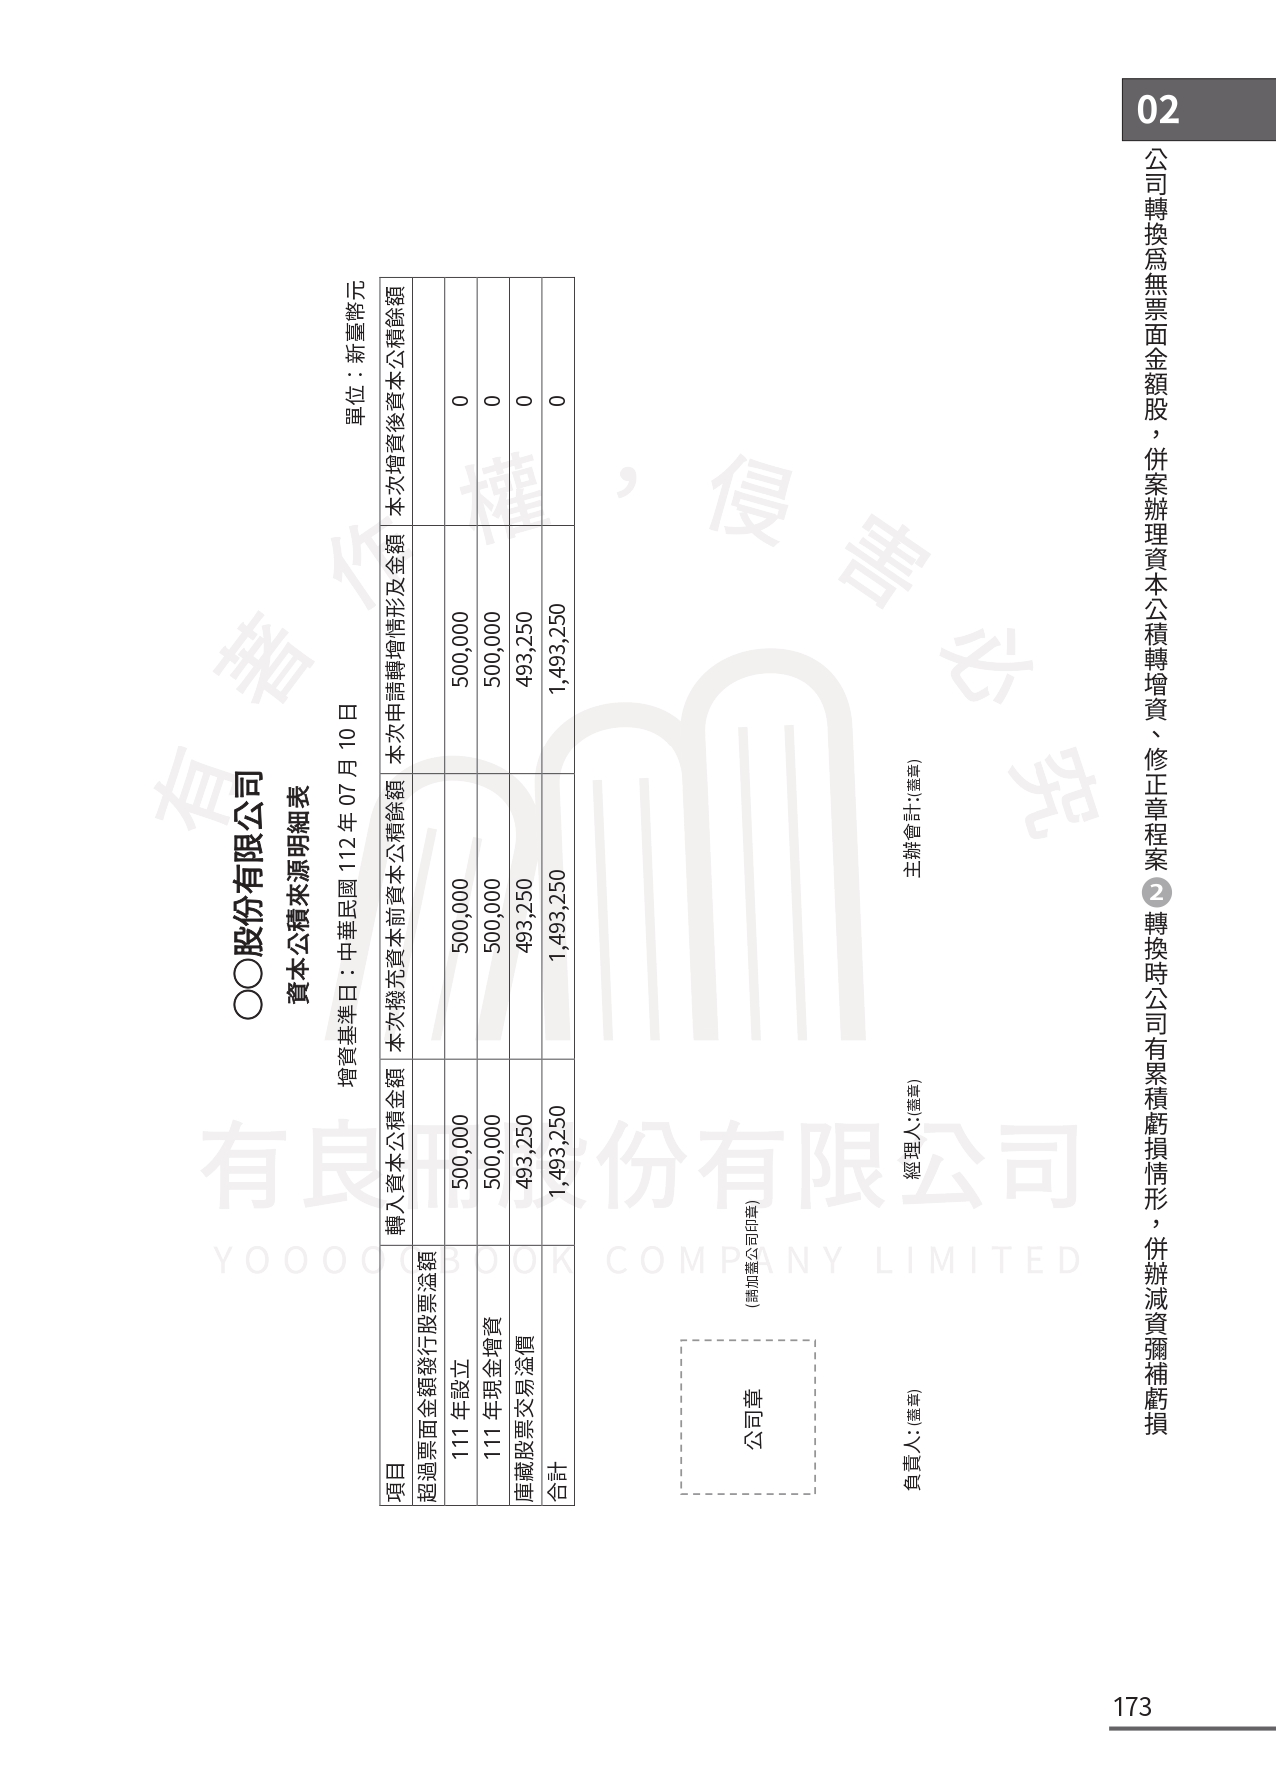 02
公司轉換為無票面金額股，併案辦理資本公積轉增資、修正章程案 2 轉換時公司有累積虧損情形，併辦減資彌補虧損
〇〇股份有限公司
資本公積來源明細表
增資基準日：中華民國 112 年 07 月 10 日
單位：新臺幣元
項目 轉入資本公積金額 本次撥充資本前資本公積餘額 本次申請轉增情形及金額 本次增資後資本公積餘額
超過票面金額發行股票溢額
111 年設立 500,000 500,000 500,000 0
111 年現金增資 500,000 500,000 500,000 0
庫藏股票交易溢價 493,250 493,250 493,250 0
合計 1,493,250 1,493,250 1,493,250 0
公司章
(請加蓋公司印章)
負責人：(蓋章) 經理人：(蓋章) 主辦會計：(蓋章)
有著作權，侵害必究
有良冊股份有限公司
YOOOOCBOOK COMPANY LIMITED
173